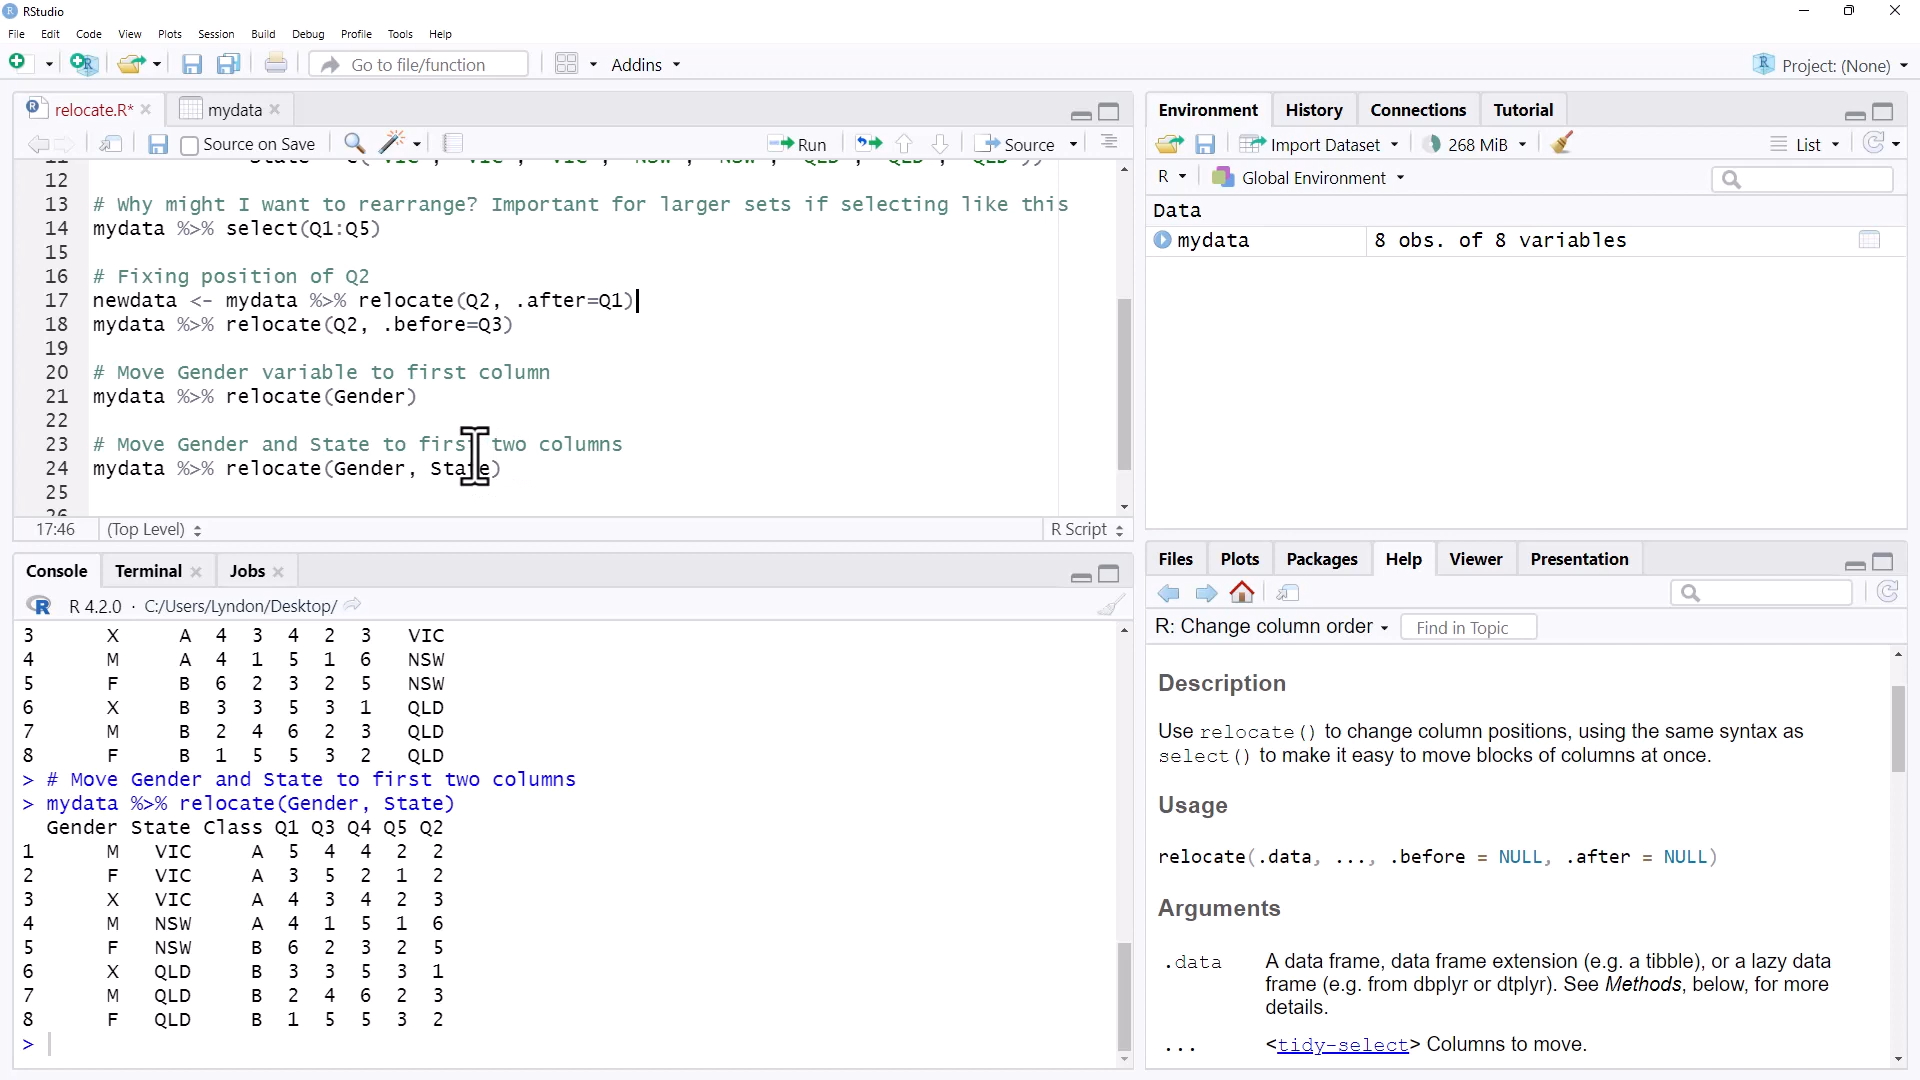 RStudio
File Edit Code View Plots Session Build Debug Profile Tools Help
Go to file/function Addins Project: (None)
relocate.R* mydata
Source on Save Run Source
12
13 # Why might I want to rearrange? Important for larger sets if selecting like this
14 mydata %>% select(Q1:Q5)
15
16 # Fixing position of Q2
17 newdata <- mydata %>% relocate(Q2, .after=Q1)
18 mydata %>% relocate(Q2, .before=Q3)
19
20 # Move Gender variable to first column
21 mydata %>% relocate(Gender)
22
23 # Move Gender and State to first two columns
24 mydata %>% relocate(Gender, State)
25
17:46 (Top Level) R Script
Console Terminal Jobs
R 4.2.0 · C:/Users/Lyndon/Desktop/
3 X A 4 3 4 2 3 VIC
4 M A 4 1 5 1 6 NSW
5 F B 6 2 3 2 5 NSW
6 X B 3 3 5 3 1 QLD
7 M B 2 4 6 2 3 QLD
8 F B 1 5 5 3 2 QLD
> # Move Gender and State to first two columns
> mydata %>% relocate(Gender, State)
Gender State Class Q1 Q3 Q4 Q5 Q2
1 M VIC A 5 4 4 2 2
2 F VIC A 3 5 2 1 2
3 X VIC A 4 3 4 2 3
4 M NSW A 4 1 5 1 6
5 F NSW B 6 2 3 2 5
6 X QLD B 3 3 5 3 1
7 M QLD B 2 4 6 2 3
8 F QLD B 1 5 5 3 2
>
Environment History Connections Tutorial
Import Dataset 268 MiB List
R Global Environment
Data
mydata 8 obs. of 8 variables
Files Plots Packages Help Viewer Presentation
R: Change column order Find in Topic
Description
Use relocate() to change column positions, using the same syntax as
select() to make it easy to move blocks of columns at once.
Usage
relocate(.data, ..., .before = NULL, .after = NULL)
Arguments
.data A data frame, data frame extension (e.g. a tibble), or a lazy data
frame (e.g. from dbplyr or dtplyr). See Methods, below, for more
details.
... <tidy-select> Columns to move.